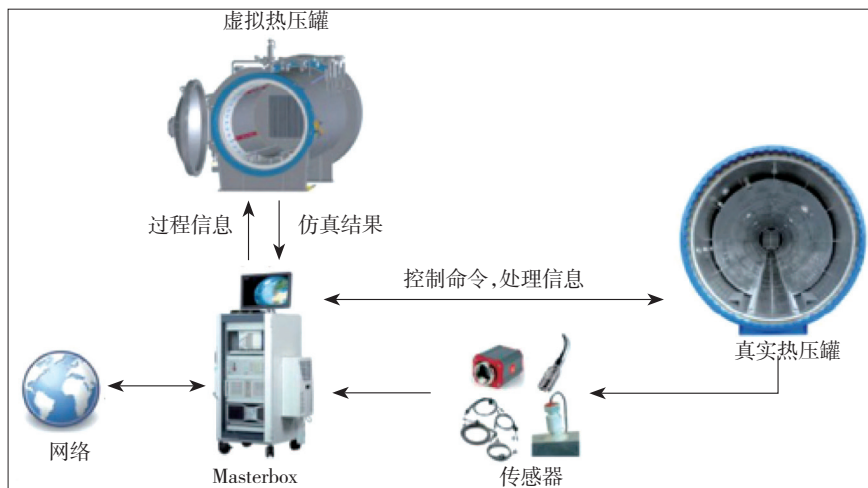 虚拟热压罐
过程信息
仿真结果
控制命令,处理信息
真实热压罐
网络
Masterbox
传感器